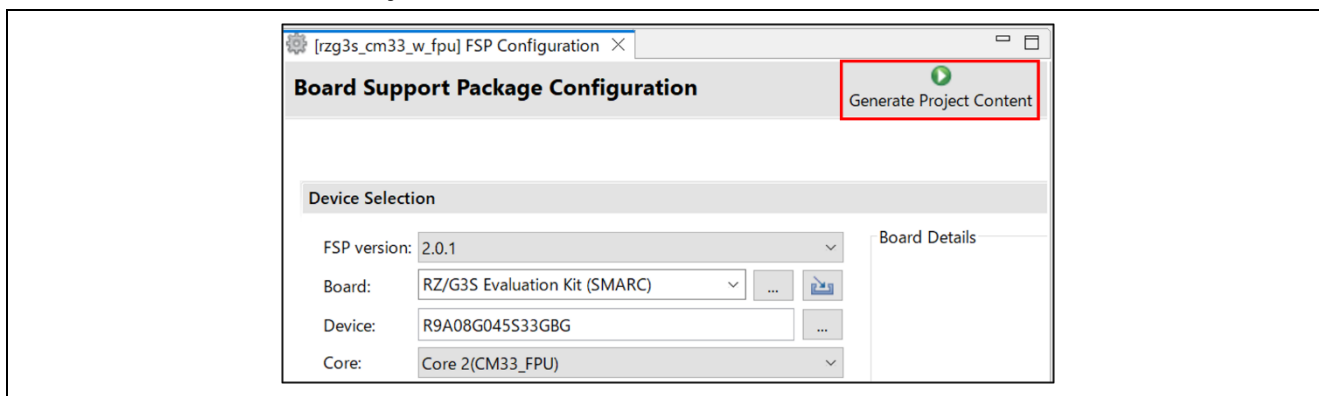 [rzg3s_cm33_w_fpu] FSP Configuration
Board Support Package Configuration
Generate Project Content
Device Selection
FSP version: 2.0.1
Board Details
Board: RZ/G3S Evaluation Kit (SMARC) ...
Device: R9A08G045S33GBG ...
Core: Core 2(CM33_FPU)